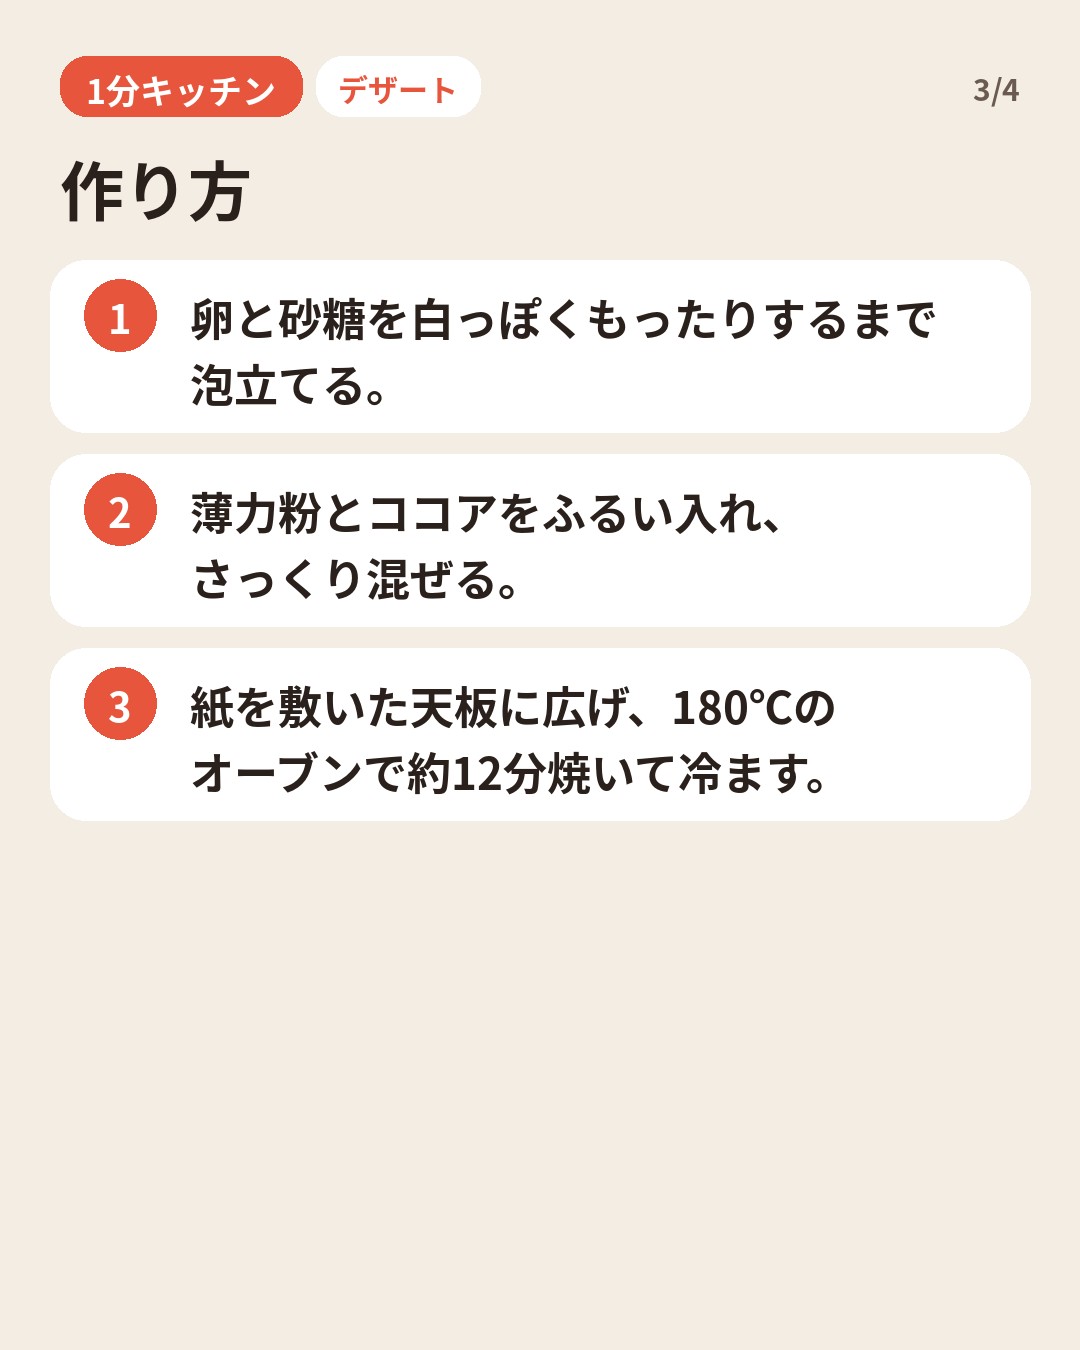 1分キッチン
デザート
3/4
作り方
1
卵と砂糖を白っぽくもったりするまで
泡立てる。
2
薄力粉とココアをふるい入れ、
さっくり混ぜる。
3
紙を敷いた天板に広げ、180℃の
オーブンで約12分焼いて冷ます。